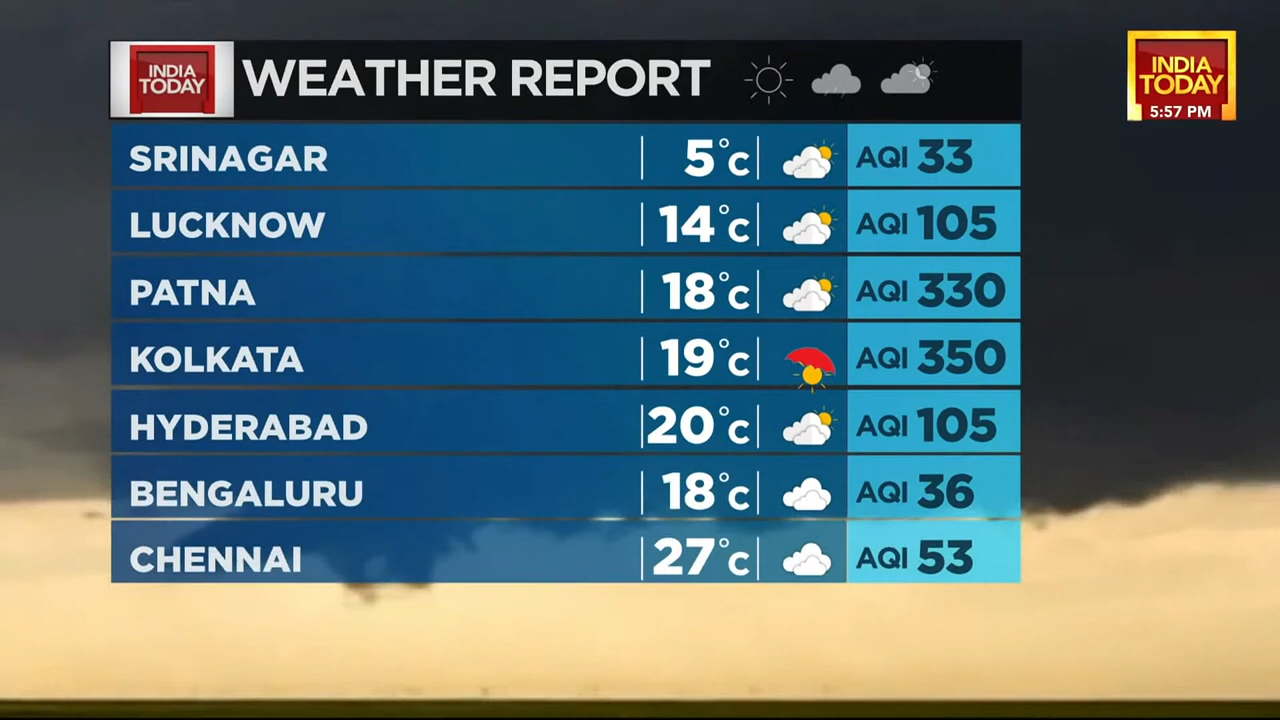 INDIA TODAY WEATHER REPORT
INDIA TODAY
5:57 PM
SRINAGAR 5°C AQI 33
LUCKNOW 14°C AQI 105
PATNA 18°C AQI 330
KOLKATA 19°C AQI 350
HYDERABAD 20°C AQI 105
BENGALURU 18°C AQI 36
CHENNAI 27°C AQI 53